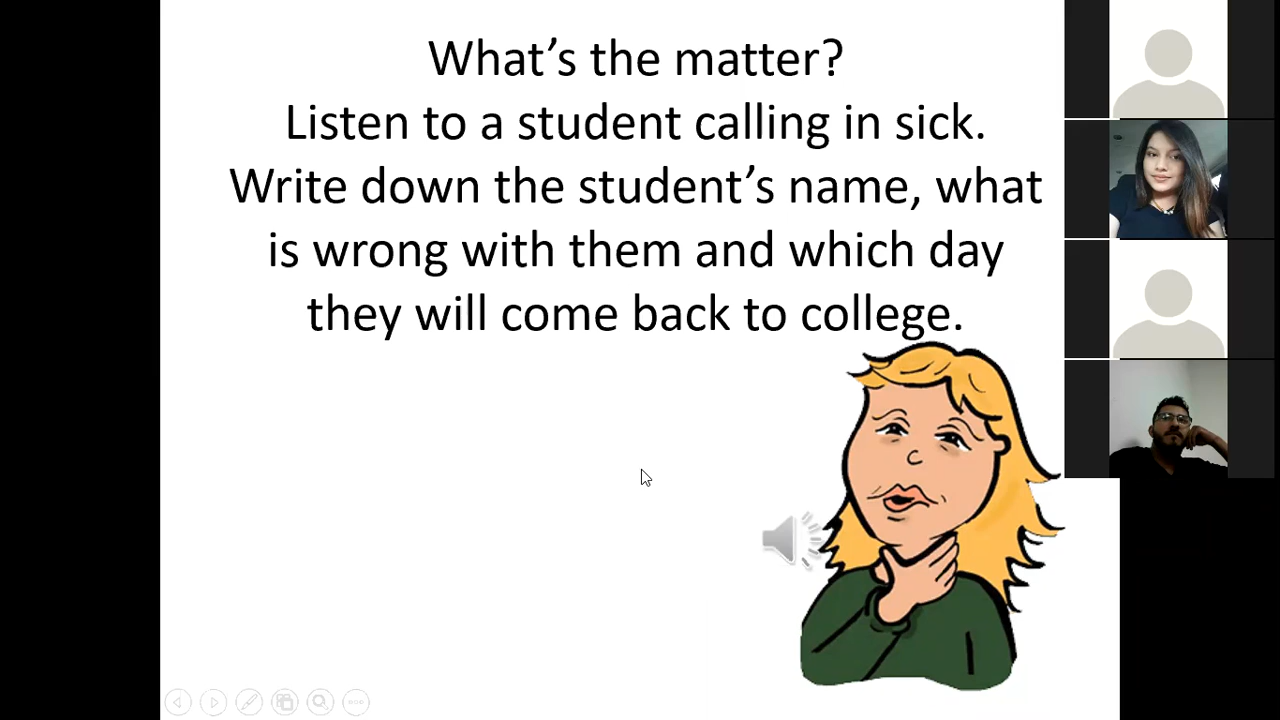 What’s the matter?
Listen to a student calling in sick.
Write down the student’s name, what
is wrong with them and which day
they will come back to college.